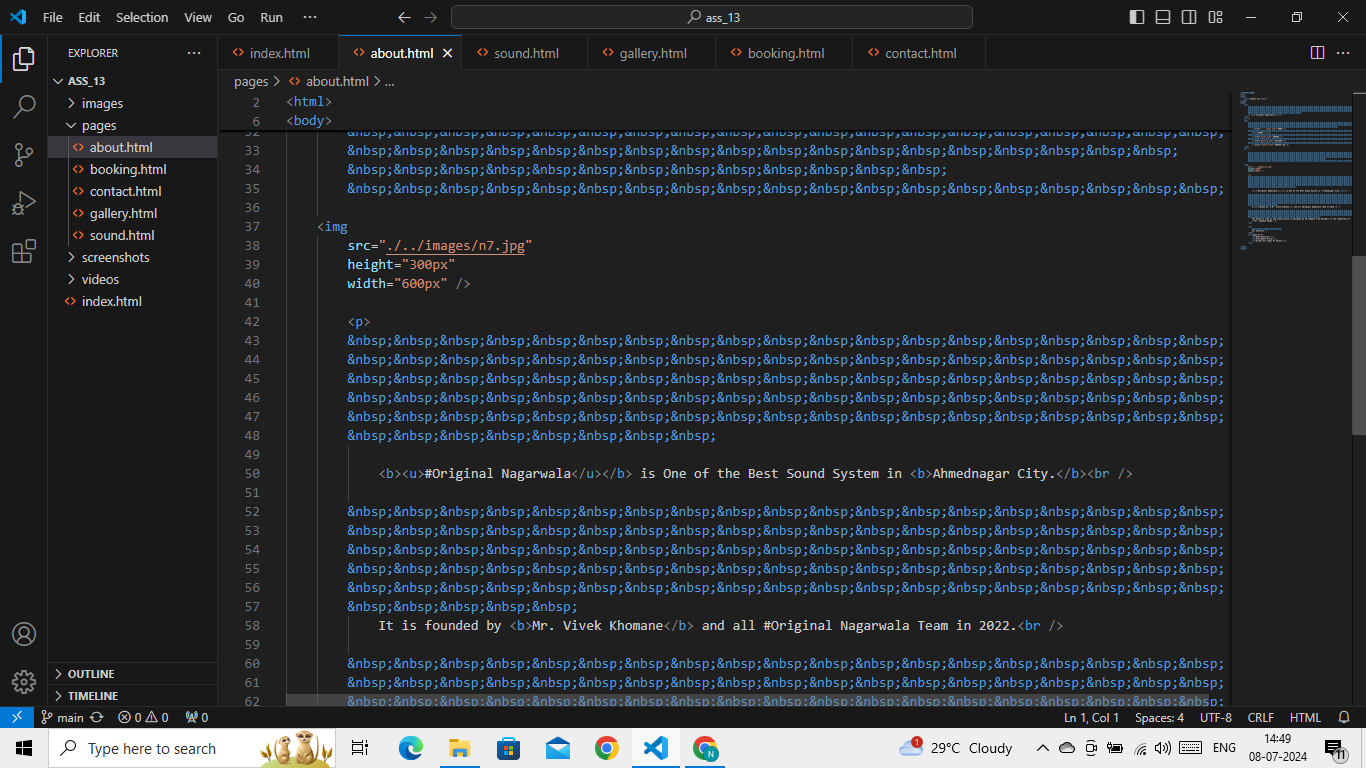 File Edit Selection View Go Run ···
ass_13
EXPLORER ···
ASS_13
images
pages
about.html
booking.html
contact.html
gallery.html
sound.html
screenshots
videos
index.html
OUTLINE
TIMELINE
index.html about.html sound.html gallery.html booking.html contact.html ···
pages > about.html > ...
2 <html>
6 <body>
32 &nbsp;&nbsp;&nbsp;&nbsp;&nbsp;&nbsp;&nbsp;&nbsp;&nbsp;&nbsp;&nbsp;&nbsp;&nbsp;&nbsp;&nbsp;&nbsp;&nbsp;&nbsp;&nbsp;
33 &nbsp;&nbsp;&nbsp;&nbsp;&nbsp;&nbsp;&nbsp;&nbsp;&nbsp;&nbsp;&nbsp;&nbsp;&nbsp;&nbsp;&nbsp;&nbsp;&nbsp;&nbsp;
34 &nbsp;&nbsp;&nbsp;&nbsp;&nbsp;&nbsp;&nbsp;&nbsp;&nbsp;&nbsp;&nbsp;&nbsp;&nbsp;
35 &nbsp;&nbsp;&nbsp;&nbsp;&nbsp;&nbsp;&nbsp;&nbsp;&nbsp;&nbsp;&nbsp;&nbsp;&nbsp;&nbsp;&nbsp;&nbsp;&nbsp;&nbsp;&nbsp;
36
37 <img
38 src="./../images/n7.jpg"
39 height="300px"
40 width="600px" />
41
42 <p>
43 &nbsp;&nbsp;&nbsp;&nbsp;&nbsp;&nbsp;&nbsp;&nbsp;&nbsp;&nbsp;&nbsp;&nbsp;&nbsp;&nbsp;&nbsp;&nbsp;&nbsp;&nbsp;&nbsp;
44 &nbsp;&nbsp;&nbsp;&nbsp;&nbsp;&nbsp;&nbsp;&nbsp;&nbsp;&nbsp;&nbsp;&nbsp;&nbsp;&nbsp;&nbsp;&nbsp;&nbsp;&nbsp;&nbsp;
45 &nbsp;&nbsp;&nbsp;&nbsp;&nbsp;&nbsp;&nbsp;&nbsp;&nbsp;&nbsp;&nbsp;&nbsp;&nbsp;&nbsp;&nbsp;&nbsp;&nbsp;&nbsp;&nbsp;
46 &nbsp;&nbsp;&nbsp;&nbsp;&nbsp;&nbsp;&nbsp;&nbsp;&nbsp;&nbsp;&nbsp;&nbsp;&nbsp;&nbsp;&nbsp;&nbsp;&nbsp;&nbsp;&nbsp;
47 &nbsp;&nbsp;&nbsp;&nbsp;&nbsp;&nbsp;&nbsp;&nbsp;&nbsp;&nbsp;&nbsp;&nbsp;&nbsp;&nbsp;&nbsp;&nbsp;&nbsp;&nbsp;&nbsp;
48 &nbsp;&nbsp;&nbsp;&nbsp;&nbsp;&nbsp;&nbsp;&nbsp;
49
50 <b><u>#Original Nagarwala</u></b> is One of the Best Sound System in <b>Ahmednagar City.</b><br />
51
52 &nbsp;&nbsp;&nbsp;&nbsp;&nbsp;&nbsp;&nbsp;&nbsp;&nbsp;&nbsp;&nbsp;&nbsp;&nbsp;&nbsp;&nbsp;&nbsp;&nbsp;&nbsp;&nbsp;
53 &nbsp;&nbsp;&nbsp;&nbsp;&nbsp;&nbsp;&nbsp;&nbsp;&nbsp;&nbsp;&nbsp;&nbsp;&nbsp;&nbsp;&nbsp;&nbsp;&nbsp;&nbsp;&nbsp;
54 &nbsp;&nbsp;&nbsp;&nbsp;&nbsp;&nbsp;&nbsp;&nbsp;&nbsp;&nbsp;&nbsp;&nbsp;&nbsp;&nbsp;&nbsp;&nbsp;&nbsp;&nbsp;&nbsp;
55 &nbsp;&nbsp;&nbsp;&nbsp;&nbsp;&nbsp;&nbsp;&nbsp;&nbsp;&nbsp;&nbsp;&nbsp;&nbsp;&nbsp;&nbsp;&nbsp;&nbsp;&nbsp;&nbsp;
56 &nbsp;&nbsp;&nbsp;&nbsp;&nbsp;&nbsp;&nbsp;&nbsp;&nbsp;&nbsp;&nbsp;&nbsp;&nbsp;&nbsp;&nbsp;&nbsp;&nbsp;&nbsp;&nbsp;
57 &nbsp;&nbsp;&nbsp;&nbsp;&nbsp;
58 It is founded by <b>Mr. Vivek Khomane</b> and all #Original Nagarwala Team in 2022.<br />
59
60 &nbsp;&nbsp;&nbsp;&nbsp;&nbsp;&nbsp;&nbsp;&nbsp;&nbsp;&nbsp;&nbsp;&nbsp;&nbsp;&nbsp;&nbsp;&nbsp;&nbsp;&nbsp;&nbsp;
61 &nbsp;&nbsp;&nbsp;&nbsp;&nbsp;&nbsp;&nbsp;&nbsp;&nbsp;&nbsp;&nbsp;&nbsp;&nbsp;&nbsp;&nbsp;&nbsp;&nbsp;&nbsp;&nbsp;
62 &nbsp;&nbsp;&nbsp;&nbsp;&nbsp;&nbsp;&nbsp;&nbsp;&nbsp;&nbsp;&nbsp;&nbsp;&nbsp;&nbsp;&nbsp;&nbsp;&nbsp;&nbsp;&nbsp;
main 0 0 0 Ln 1, Col 1 Spaces: 4 UTF-8 CRLF HTML
Type here to search 1 29°C Cloudy ENG 14:49
08-07-2024 11